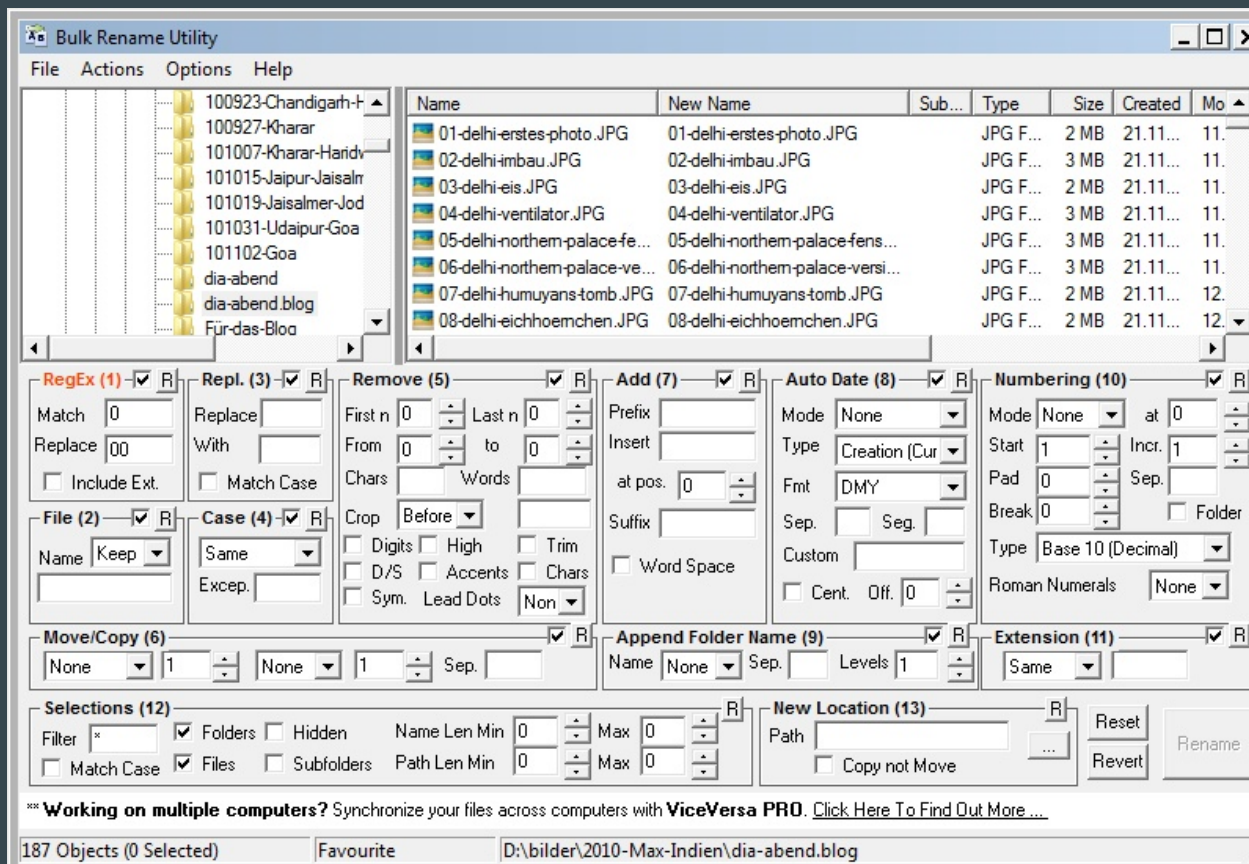 Bulk Rename Utility
File Actions Options Help
100923-Chandigarh-H
100927-Kharar
101007-Kharar-Haridw
101015-Jaipur-Jaisalm
101019-Jaisalmer-Jod
101031-Udaipur-Goa
101102-Goa
dia-abend
dia-abend.blog
Für-das-Blog
Name New Name Sub... Type Size Created Mo
01-delhi-erstes-photo.JPG 01-delhi-erstes-photo.JPG JPG F... 2 MB 21.11... 11.
02-delhi-imbau.JPG 02-delhi-imbau.JPG JPG F... 3 MB 21.11... 11.
03-delhi-eis.JPG 03-delhi-eis.JPG JPG F... 2 MB 21.11... 11.
04-delhi-ventilator.JPG 04-delhi-ventilator.JPG JPG F... 3 MB 21.11... 11.
05-delhi-northern-palace-fe... 05-delhi-northern-palace-fens... JPG F... 3 MB 21.11... 11.
06-delhi-northern-palace-ve... 06-delhi-northern-palace-versi... JPG F... 3 MB 21.11... 11.
07-delhi-humuyans-tomb.JPG 07-delhi-humuyans-tomb.JPG JPG F... 2 MB 21.11... 12.
08-delhi-eichhoernchen.JPG 08-delhi-eichhoernchen.JPG JPG F... 2 MB 21.11... 12.
RegEx (1) R
Match 0
Replace 00
Include Ext.
Repl. (3) R
Replace
With
Match Case
Remove (5) R
First n 0 Last n 0
From 0 to 0
Chars Words
Crop Before
Digits High Trim
D/S Accents Chars
Sym. Lead Dots Non
Add (7) R
Prefix
Insert
at pos. 0
Suffix
Word Space
Auto Date (8) R
Mode None
Type Creation (Cur
Fmt DMY
Sep. Seg.
Custom
Cent. Off. 0
Numbering (10) R
Mode None at 0
Start 1 Incr. 1
Pad 0 Sep.
Break 0 Folder
Type Base 10 (Decimal)
Roman Numerals None
File (2) R
Name Keep
Case (4) R
Same
Excep.
Move/Copy (6) R
None 1 None 1 Sep.
Append Folder Name (9) R
Name None Sep. Levels 1
Extension (11) R
Same
Selections (12) R
Filter * Folders Hidden Name Len Min 0 Max 0
Match Case Files Subfolders Path Len Min 0 Max 0
New Location (13) R
Path ...
Copy not Move
Reset
Revert
Rename
** Working on multiple computers? Synchronize your files across computers with ViceVersa PRO. Click Here To Find Out More ...
187 Objects (0 Selected) Favourite D:\bilder\2010-Max-Indien\dia-abend.blog